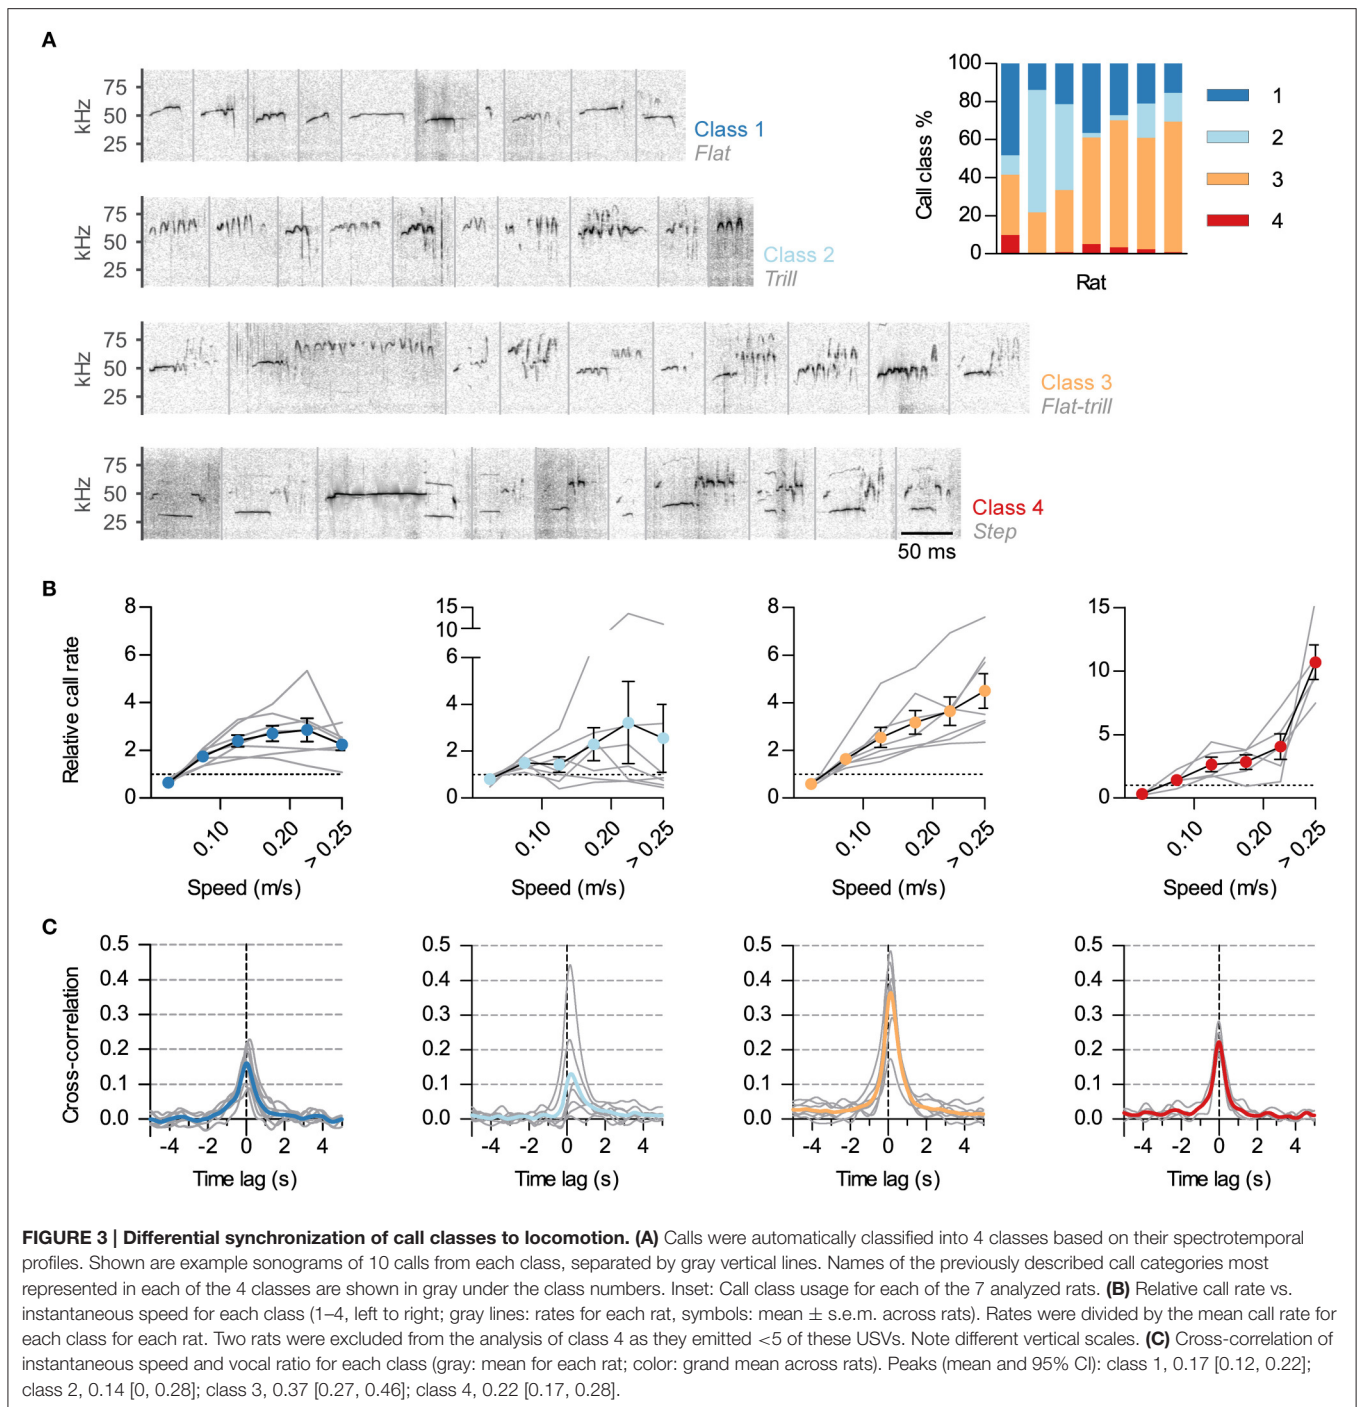 A
kHz
75
50
25
Class 1
Flat
kHz
75
50
25
Class 2
Trill
kHz
75
50
25
Class 3
Flat-trill
kHz
75
50
25
Class 4
Step
50 ms
Call class %
100
80
60
40
20
0
Rat
1
2
3
4
B
Relative call rate
8
6
4
2
0
0.10
0.20
> 0.25
Speed (m/s)
15
10
6
4
2
0
0.10
0.20
> 0.25
Speed (m/s)
8
6
4
2
0
0.10
0.20
> 0.25
Speed (m/s)
15
10
5
0
0.10
0.20
> 0.25
Speed (m/s)
C
Cross-correlation
0.5
0.4
0.3
0.2
0.1
0.0
-4 -2 0 2 4
Time lag (s)
0.5
0.4
0.3
0.2
0.1
0.0
-4 -2 0 2 4
Time lag (s)
0.5
0.4
0.3
0.2
0.1
0.0
-4 -2 0 2 4
Time lag (s)
0.5
0.4
0.3
0.2
0.1
0.0
-4 -2 0 2 4
Time lag (s)
FIGURE 3 | Differential synchronization of call classes to locomotion. (A) Calls were automatically classified into 4 classes based on their spectrotemporal
profiles. Shown are example sonograms of 10 calls from each class, separated by gray vertical lines. Names of the previously described call categories most
represented in each of the 4 classes are shown in gray under the class numbers. Inset: Call class usage for each of the 7 analyzed rats. (B) Relative call rate vs.
instantaneous speed for each class (1–4, left to right; gray lines: rates for each rat, symbols: mean ± s.e.m. across rats). Rates were divided by the mean call rate for
each class for each rat. Two rats were excluded from the analysis of class 4 as they emitted <5 of these USVs. Note different vertical scales. (C) Cross-correlation of
instantaneous speed and vocal ratio for each class (gray: mean for each rat; color: grand mean across rats). Peaks (mean and 95% CI): class 1, 0.17 [0.12, 0.22];
class 2, 0.14 [0, 0.28]; class 3, 0.37 [0.27, 0.46]; class 4, 0.22 [0.17, 0.28].